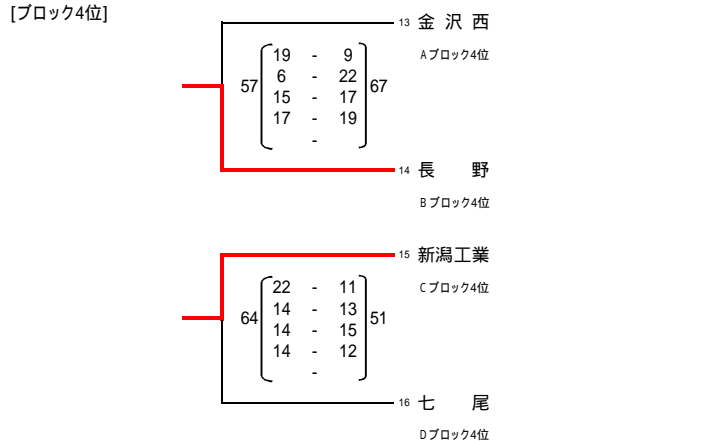 [ブロック4位]
13 金 沢 西
Aブロック4位
57 19 - 9 67
6 - 22
15 - 17
17 - 19
-
14 長 野
Bブロック4位
15 新潟工業
Cブロック4位
64 22 - 11 51
14 - 13
14 - 15
14 - 12
-
16 七 尾
Dブロック4位